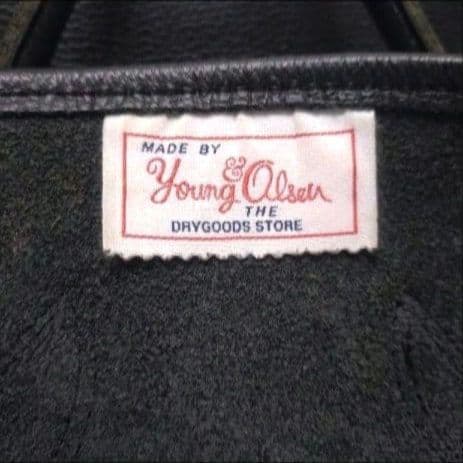 MADE BY
Young & Olsen
THE
DRYGOODS STORE